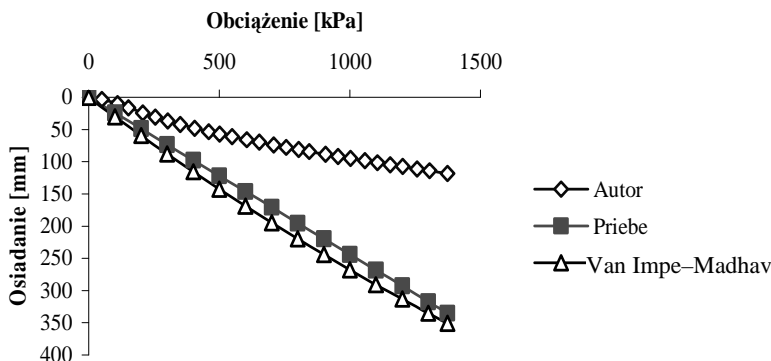 Obciążenie [kPa]
0 500 1000 1500
Osiadanie [mm]
0
50
100
150
200
250
300
350
400
Autor
Priebe
Van Impe–Madhav